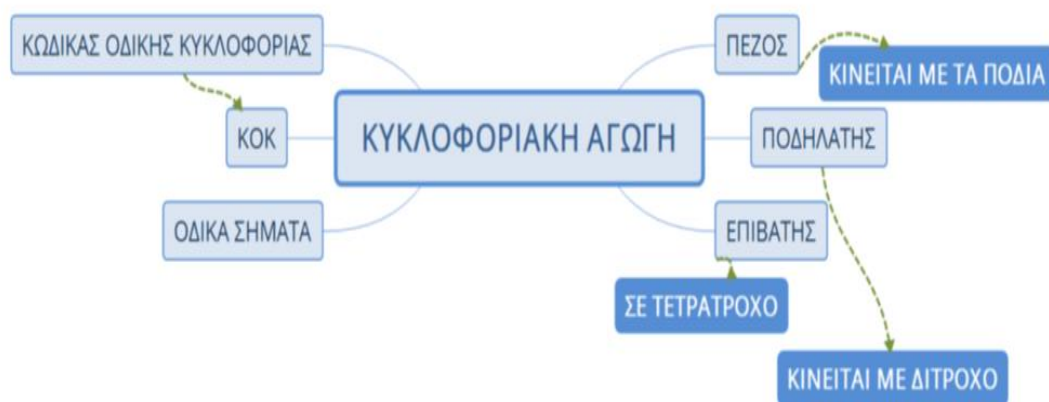 ΚΩΔΙΚΑΣ ΟΔΙΚΗΣ ΚΥΚΛΟΦΟΡΙΑΣ
ΚΟΚ
ΟΔΙΚΑ ΣΗΜΑΤΑ
ΚΥΚΛΟΦΟΡΙΑΚΗ ΑΓΩΓΗ
ΠΕΖΟΣ
ΚΙΝΕΙΤΑΙ ΜΕ ΤΑ ΠΟΔΙΑ
ΠΟΔΗΛΑΤΗΣ
ΕΠΙΒΑΤΗΣ
ΣΕ ΤΕΤΡΑΤΡΟΧΟ
ΚΙΝΕΙΤΑΙ ΜΕ ΔΙΤΡΟΧΟ